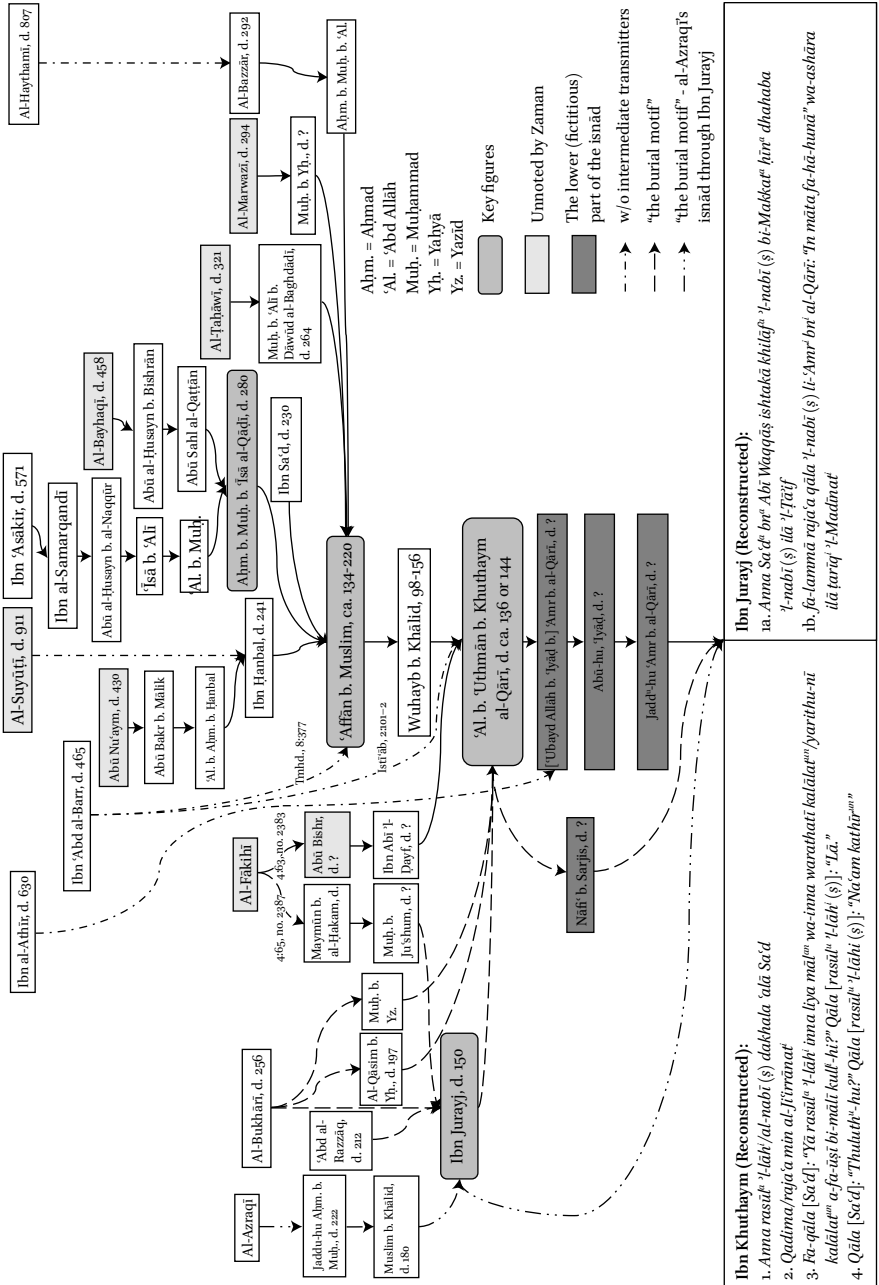 Al-Haythamī, d. 807
Al-Bazzār, d. 292
Aḥm. b. Muḥ. b. ʿAl.
Al-Marwazī, d. 294
Muḥ. b. Yḥ., d. ?
Al-Ṭaḥāwī, d. 321
Muḥ. b. ʿAlī b.
Dāwūd al-Baghdādī,
d. 264
Al-Bayhaqī, d. 458
Abū al-Ḥusayn b. Bishrān
Abū Sahl al-Qaṭṭān
Ibn ʿAsākir, d. 571
Ibn al-Samarqandī
Abū al-Ḥusayn b. al-Naqqūr
ʿĪsā b. ʿAlī
ʿAl. b. Muḥ.
Aḥm. b. Muḥ. b. ʿĪsā al-Qāḍī, d. 280
Ibn Saʿd, d. 230
Al-Suyūṭī, d. 911
Ibn Ḥanbal, d. 241
Abū Nuʿaym, d. 430
Abū Bakr b. Mālik
ʿAl. b. Aḥm. b. Ḥanbal
Ibn ʿAbd al-Barr, d. 465
Tmhd., 8:377
Istīʿāb, 2:101–2
Ibn al-Athīr, d. 630
ʿAffān b. Muslim, ca. 134-220
Wuhayb b. Khālid, 98-156
Al-Fākihī
4:63, no. 2383
4:65, no. 2387
Abū Bishr,
d. ?
Ibn Abī ʾl-
Ḍayf, d. ?
Maymūn b.
al-Ḥakam, d.
Muḥ. b.
Juʿshum, d. ?
Al-Bukhārī, d. 256
Muḥ. b.
Yz.
Al-Qāsim b.
Yḥ., d. 197
ʿAbd al-
Razzāq,
d. 212
Al-Azraqī
Jaddu-hu Aḥm. b.
Muḥ., d. 222
Muslim b. Khālid,
d. 180
Ibn Jurayj, d. 150
ʿAl. b. ʿUthmān b. Khuthaym
al-Qārī, d. ca. 136 or 144
[ʿUbayd Allāh b. ʿIyāḍ b.] ʿAmr b. al-Qārī, d. ?
Abū-hu, ʿIyāḍ, d. ?
Jaddᵘ-hu ʿAmr b. al-Qārī, d. ?
Nāfiʿ b. Sarjis, d. ?
Aḥm. = Aḥmad
ʿAl. = ʿAbd Allāh
Muḥ. = Muḥammad
Yḥ. = Yaḥyā
Yz. = Yazīd
Key figures
Unnoted by Zaman
The lower (fictitious)
part of the isnād
w/o intermediate transmitters
"the burial motif"
"the burial motif" - al-Azraqī's
isnād through Ibn Jurayj
Ibn Khuthaym (Reconstructed):
1. Anna rasūlᵃ ʾl-lāhⁱ/al-nabī (ṣ) dakhala ʿalā Saʿd
2. Qadima/rajaʿa min al-Jiʿirrānatⁱ
3. Fa-qāla [Saʿd]: "Yā rasūlᵃ ʾl-lāhⁱ inna liya mālᵃⁿ wa-inna warathatī kalālatᵘⁿ/yarithu-nī
kalālatᵘⁿ a-fa-ūṣī bi-mālī kullⁱ-hi?" Qāla [rasūlᵘ ʾl-lāhⁱ (ṣ)]: "Lā."
4. Qāla [Saʿd]: "Thuluthⁱ-hu?" Qāla [rasūlᵘ ʾl-lāhi (ṣ)]: "Naʿam kathīrᵘⁿ"
Ibn Jurayj (Reconstructed):
1a. Anna Saʿdᵃ bnᵃ Abī Waqqāṣ ishtakā khilāfᵃ ʾl-nabī (ṣ) bi-Makkatᵃ ḥīnᵃ dhahaba
ʾl-nabī (ṣ) ilā ʾl-Ṭāʾif
1b. fa-lammā rajaʿa qāla ʾl-nabī (ṣ) li-ʿAmrⁱ bnⁱ al-Qārī: "In māta fa-hā-hunā" wa-ashāra
ilā ṭarīqⁱ ʾl-Madīnatⁱ